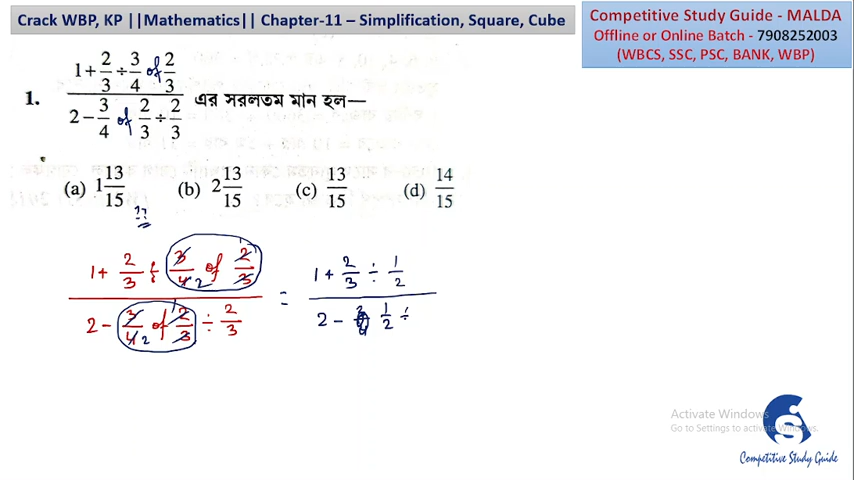 Crack WBP, KP ||Mathematics|| Chapter-11 – Simplification, Square, Cube
Competitive Study Guide - MALDA
Offline or Online Batch - 7908252003
(WBCS, SSC, PSC, BANK, WBP)
1. (1 + 2/3 ÷ 3/4 of 2/3) / (2 − 3/4 of 2/3 ÷ 2/3) এর সরলতম মান হল—
(a) 1 13/15 (b) 2 13/15 (c) 13/15 (d) 14/15
(1 + 2/3 ÷ 3/4 of 2/3) / (2 − 3/4 of 2/3 ÷ 2/3) = (1 + 2/3 ÷ 1/2) / (2 − 1/2 ÷
Activate Windows
Go to Settings to activate Windows.
Competitive Study Guide